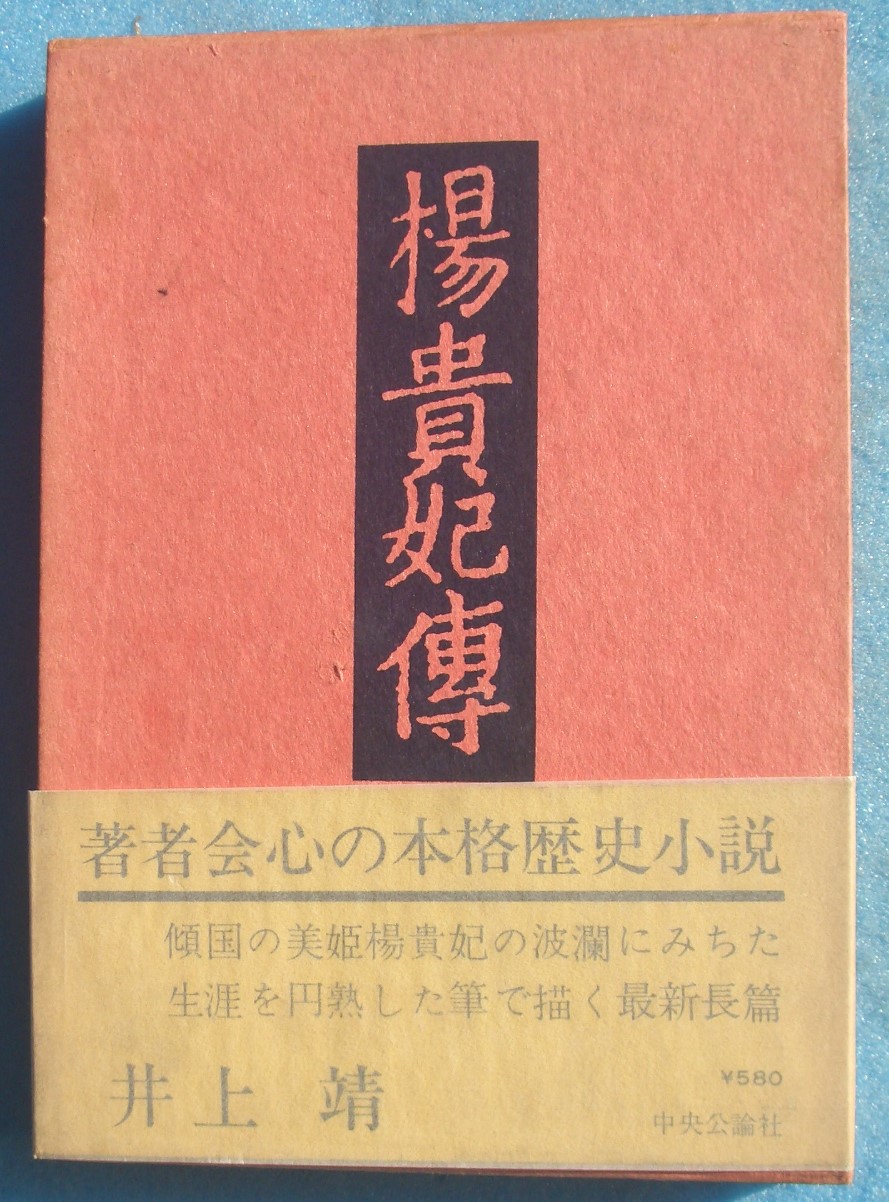 楊貴妃傳
著者会心の本格歴史小説
傾国の美姫楊貴妃の波瀾にみちた
生涯を円熟した筆で描く最新長篇
井上 靖
¥580
中央公論社